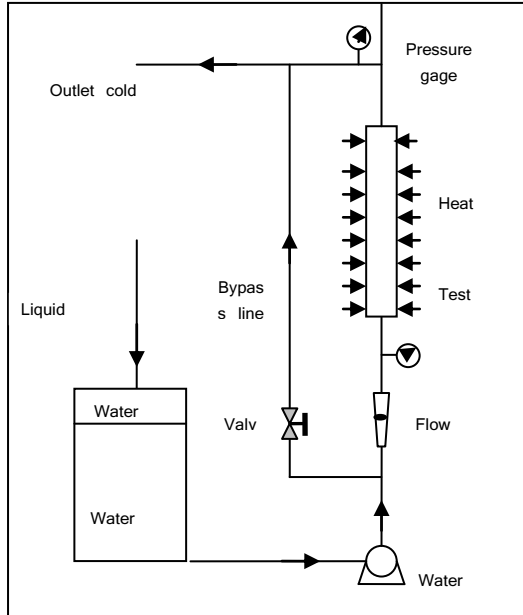 Pressure
gage
Outlet cold
Heat
Bypas
s line
Test
Liquid
Water
Valv
Flow
Water
Water